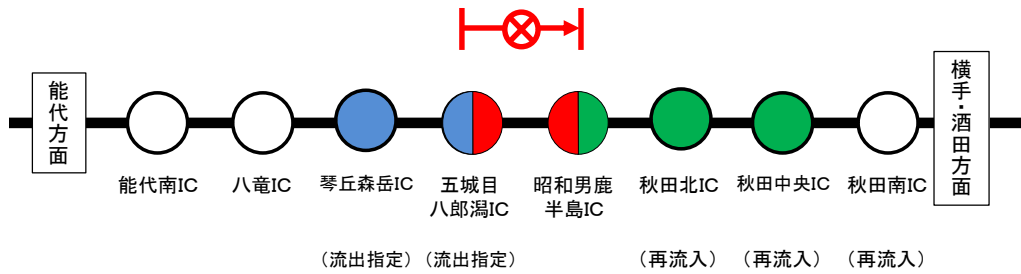 能代方面
横手・酒田方面
能代南IC
八竜IC
琴丘森岳IC
五城目
八郎潟IC
昭和男鹿
半島IC
秋田北IC
秋田中央IC
秋田南IC
（流出指定）
（流出指定）
（再流入）
（再流入）
（再流入）